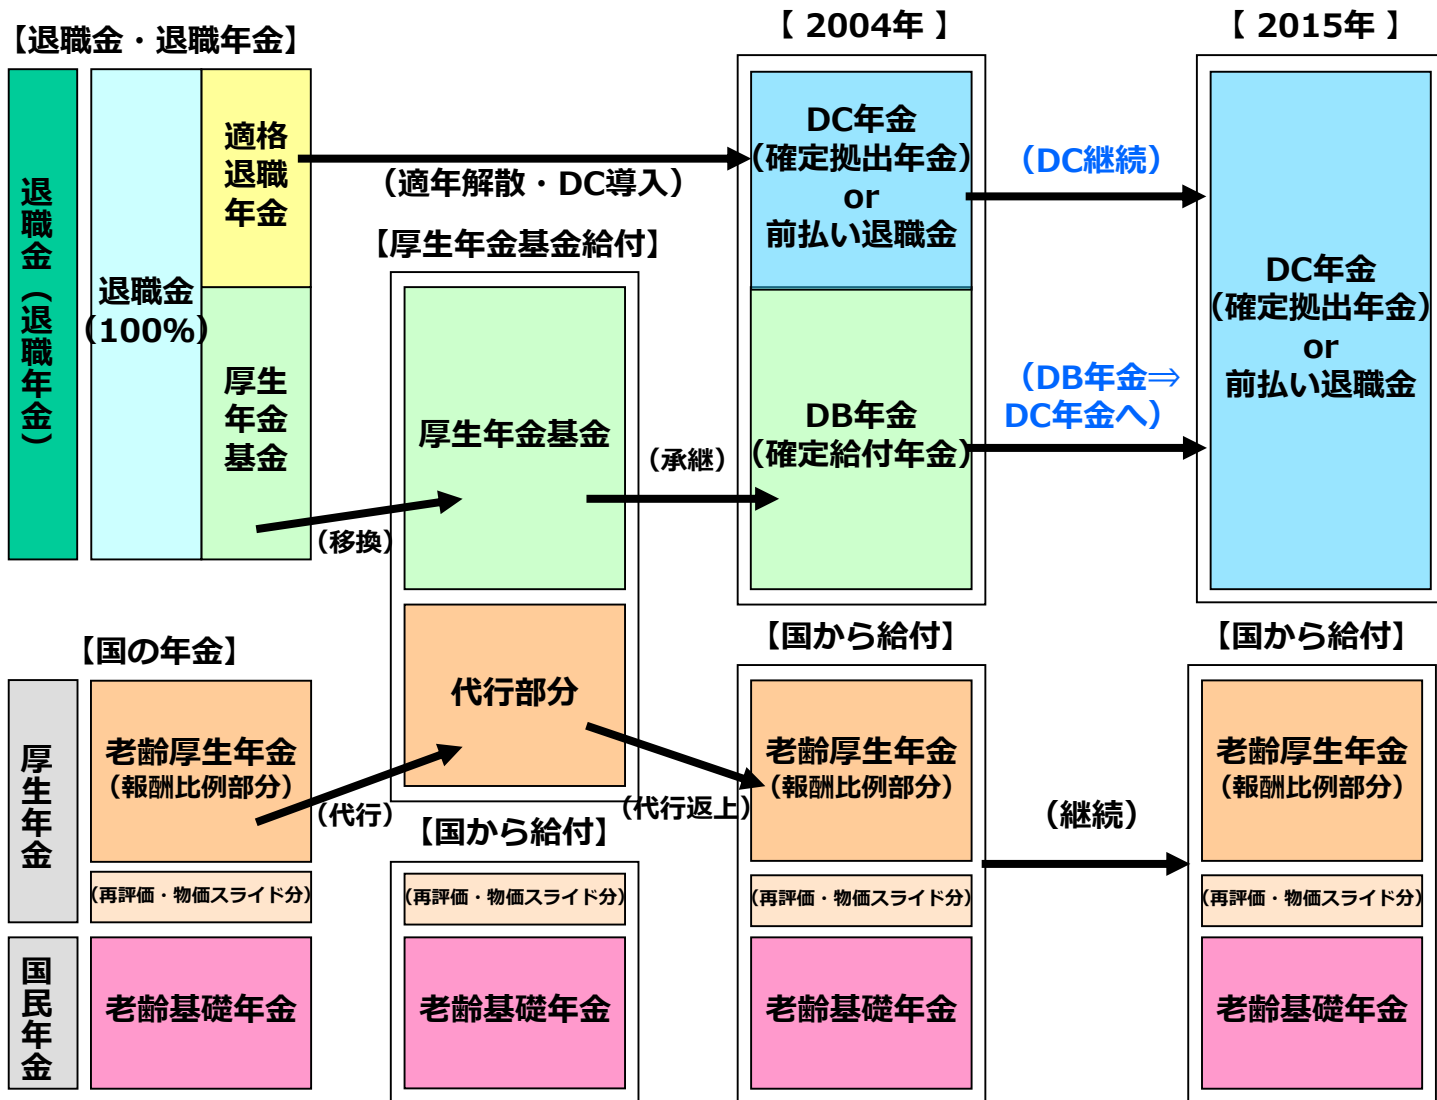 【退職金・退職年金】
退職金（退職年金）
退職金
（100%）
適格
退職
年金
厚生
年金
基金
（適年解散・DC導入）
【厚生年金基金給付】
厚生年金基金
（移換）
（承継）
代行部分
（代行）
（代行返上）
【 2004年 】
DC年金
（確定拠出年金）
or
前払い退職金
DB年金
（確定給付年金）
（DC継続）
（DB年金⇒
DC年金へ）
【 2015年 】
DC年金
（確定拠出年金）
or
前払い退職金
【国の年金】
厚生年金
老齢厚生年金
（報酬比例部分）
（再評価・物価スライド分）
国民年金
老齢基礎年金
【国から給付】
（再評価・物価スライド分）
老齢基礎年金
【国から給付】
老齢厚生年金
（報酬比例部分）
（再評価・物価スライド分）
老齢基礎年金
（継続）
【国から給付】
老齢厚生年金
（報酬比例部分）
（再評価・物価スライド分）
老齢基礎年金